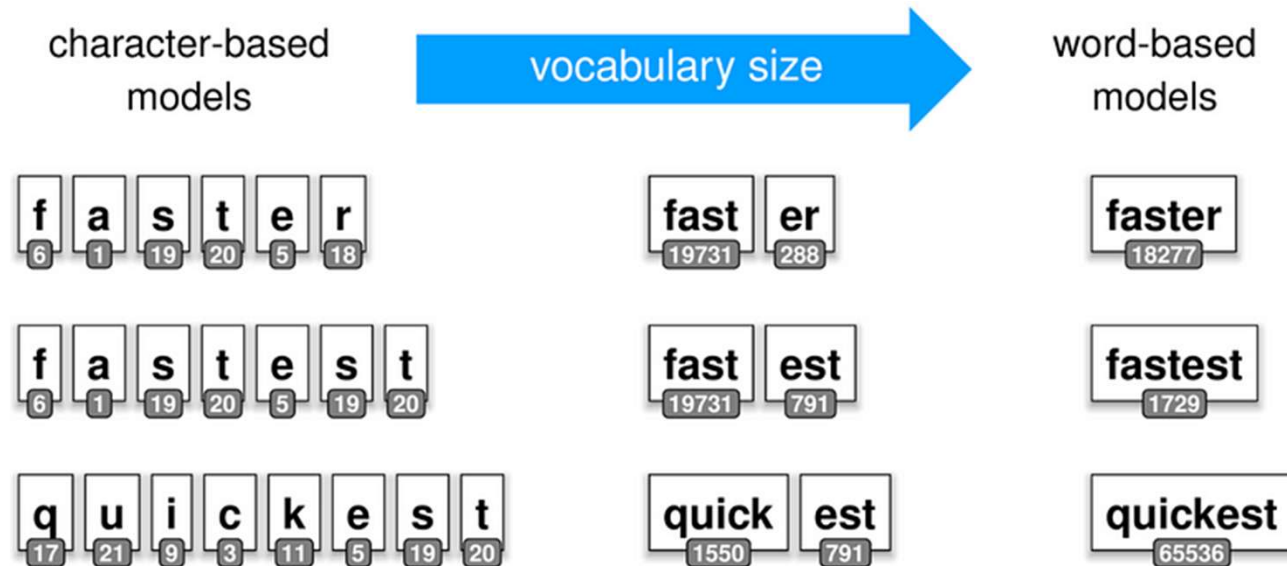 character-based
models
vocabulary size
word-based
models
f a s t e r
6 1 19 20 5 18
fast er
19731 288
faster
18277
f a s t e s t
6 1 19 20 5 19 20
fast est
19731 791
fastest
1729
q u i c k e s t
17 21 9 3 11 5 19 20
quick est
1550 791
quickest
65536